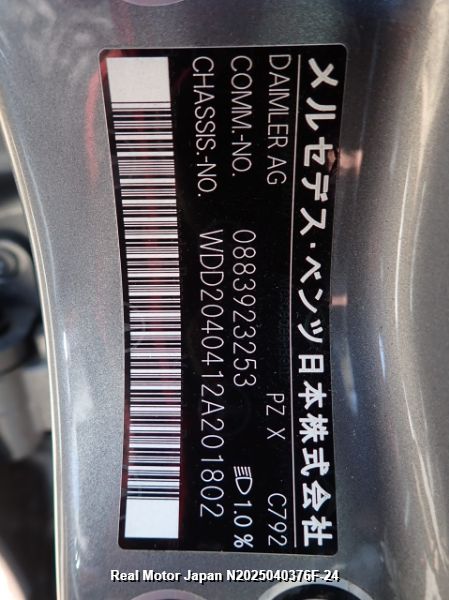 メルセデス・ベンツ日本株式会社
DAIMLER AG PZ X C792
COMM.-NO. 0883923253 1.0%
CHASSIS.-NO. WDD2040412A201802
Real Motor Japan N2025040376F-24